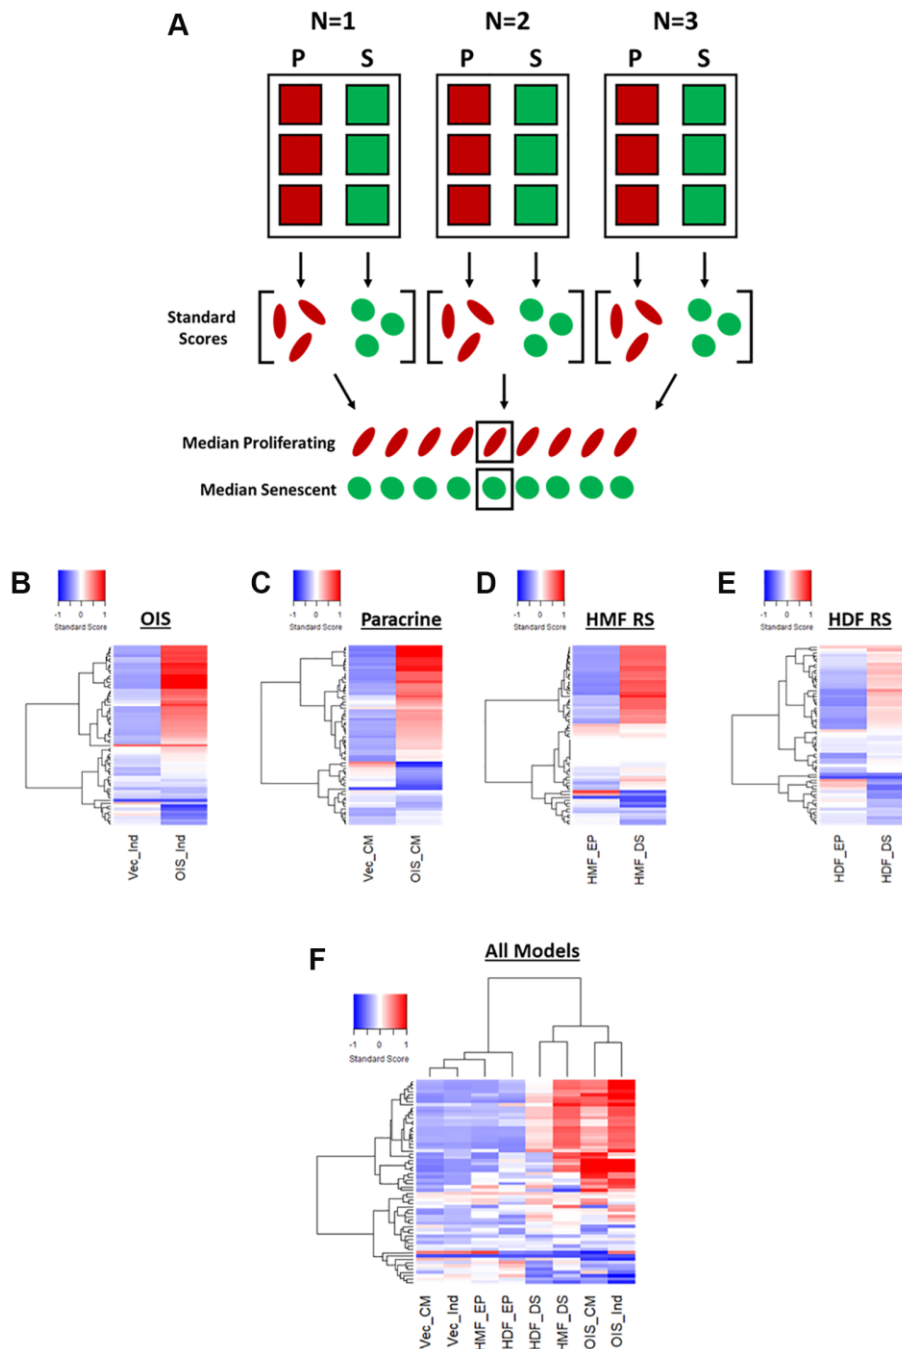 A
N=1 N=2 N=3
P S P S P S
Standard
Scores
Median Proliferating
Median Senescent
B C D E
-1 0 1
Standard Score
OIS
-1 0 1
Standard Score
Paracrine
-1 0 1
Standard Score
HMF RS
-1 0 1
Standard Score
HDF RS
Vec_Ind
OIS_Ind
Vec_CM
OIS_CM
HMF_EP
HMF_DS
HDF_EP
HDF_DS
F
All Models
-1 0 1
Standard Score
Vec_CM
Vec_Ind
HMF_EP
HDF_EP
HDF_DS
HMF_DS
OIS_CM
OIS_Ind